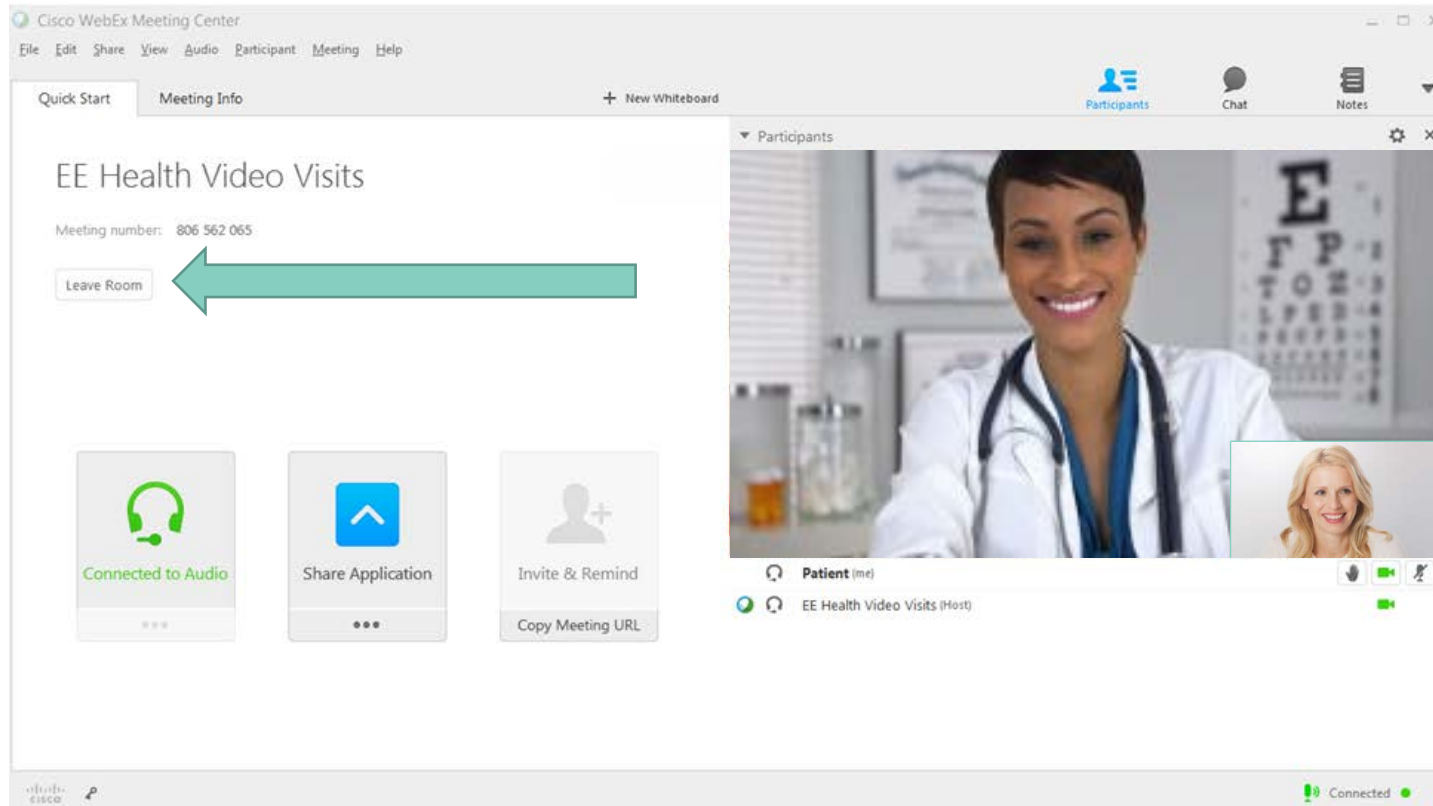 Cisco WebEx Meeting Center
File Edit Share View Audio Participant Meeting Help
Quick Start Meeting Info + New Whiteboard
Participants Chat Notes
Participants
EE Health Video Visits
Meeting number: 806 562 065
Leave Room
E
F P
T O Z
L P E D
Connected to Audio
Share Application
Invite & Remind
Copy Meeting URL
Patient (me)
EE Health Video Visits (Host)
cisco
Connected